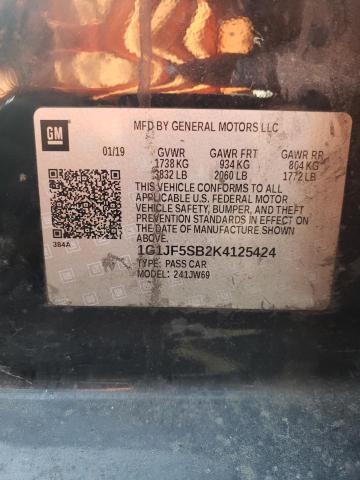 MFD BY GENERAL MOTORS LLC
GM
01/19 GVWR GAWR FRT GAWR RR
1738 KG 934 KG 804 KG
3832 LB 2060 LB 1772 LB
THIS VEHICLE CONFORMS TO ALL
APPLICABLE U.S. FEDERAL MOTOR
VEHICLE SAFETY, BUMPER, AND THEFT
PREVENTION STANDARDS IN EFFECT ON
THE DATE OF MANUFACTURE SHOWN
ABOVE.
384A
1G1JF5SB2K4125424
TYPE: PASS CAR
MODEL: 241JW69